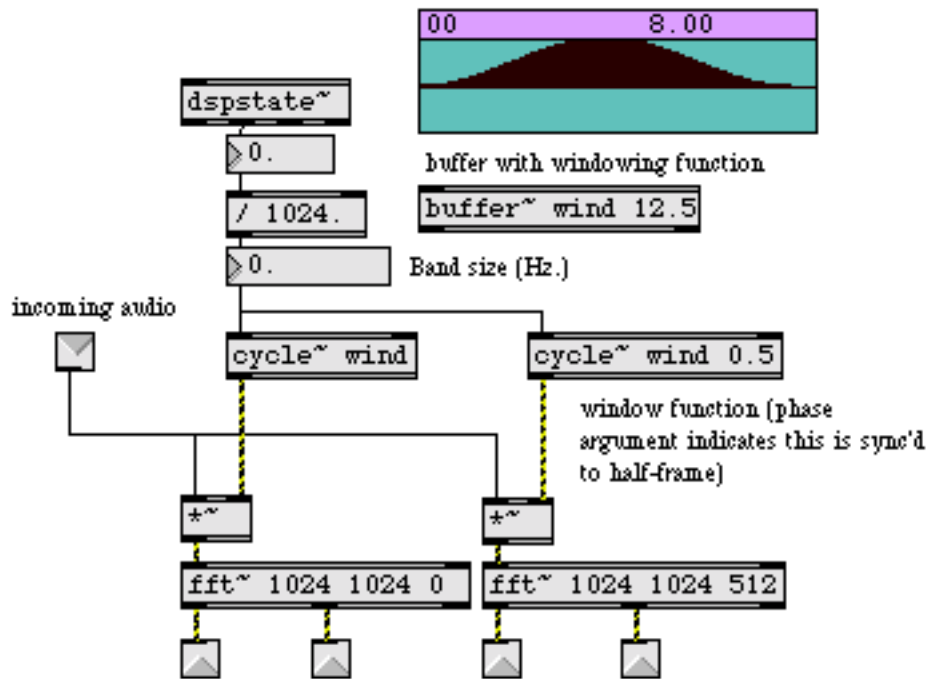 00 8.00
dspstate~
0.
buffer with windowing function
/ 1024.
buffer~ wind 12.5
0.
Band size (Hz.)
incoming audio
cycle~ wind
cycle~ wind 0.5
window function (phase
argument indicates this is sync'd
to half-frame)
*~
*~
fft~ 1024 1024 0
fft~ 1024 1024 512